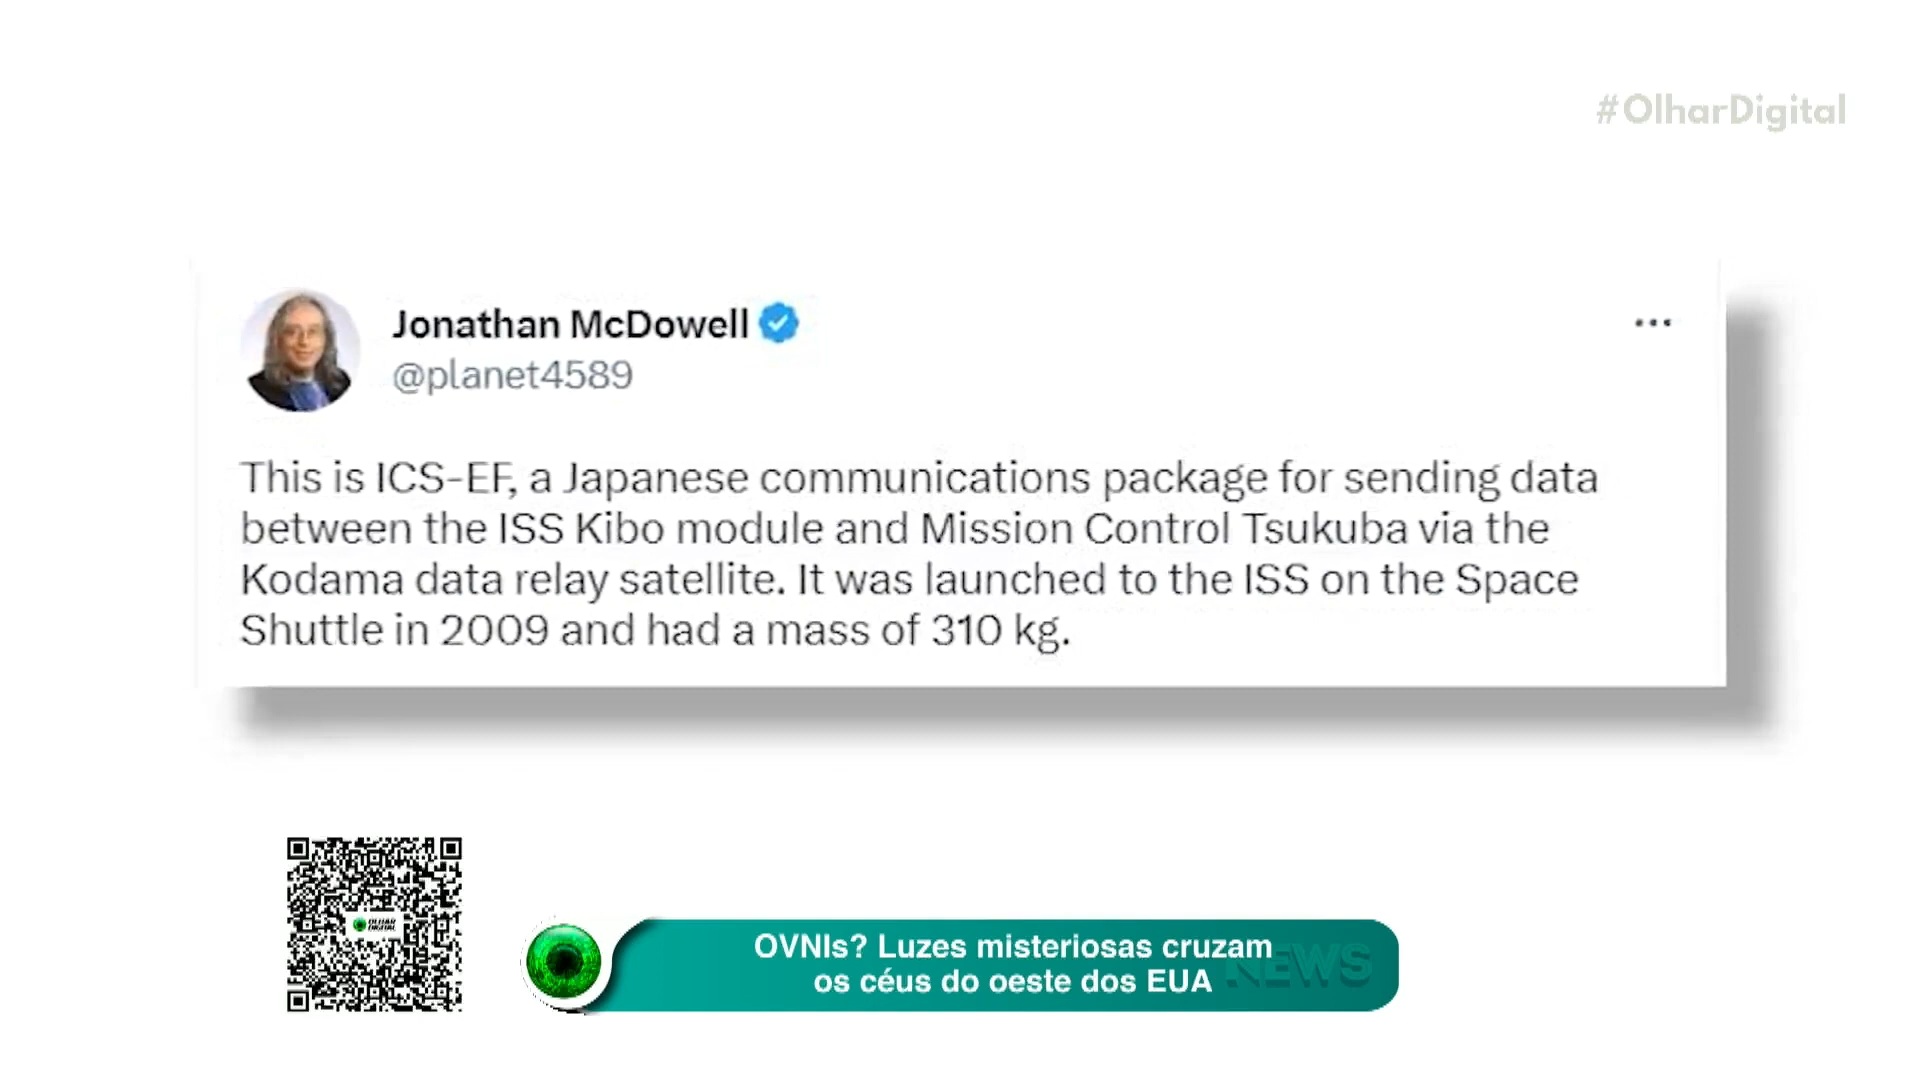 #OlharDigital
Jonathan McDowell
@planet4589
This is ICS-EF, a Japanese communications package for sending data
between the ISS Kibo module and Mission Control Tsukuba via the
Kodama data relay satellite. It was launched to the ISS on the Space
Shuttle in 2009 and had a mass of 310 kg.
OLHAR
DIGITAL
OVNIs? Luzes misteriosas cruzam
os céus do oeste dos EUA
NEWS